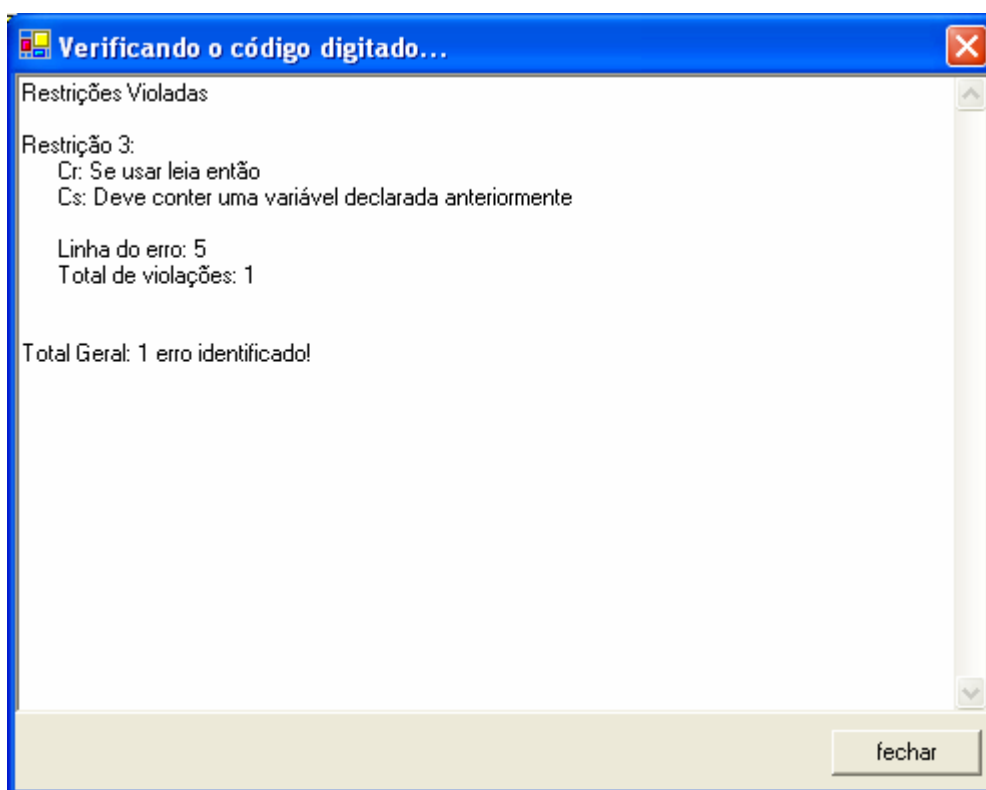 Verificando o código digitado...
Restrições Violadas
Restrição 3:
Cr: Se usar leia então
Cs: Deve conter uma variável declarada anteriormente
Linha do erro: 5
Total de violações: 1
Total Geral: 1 erro identificado!
fechar